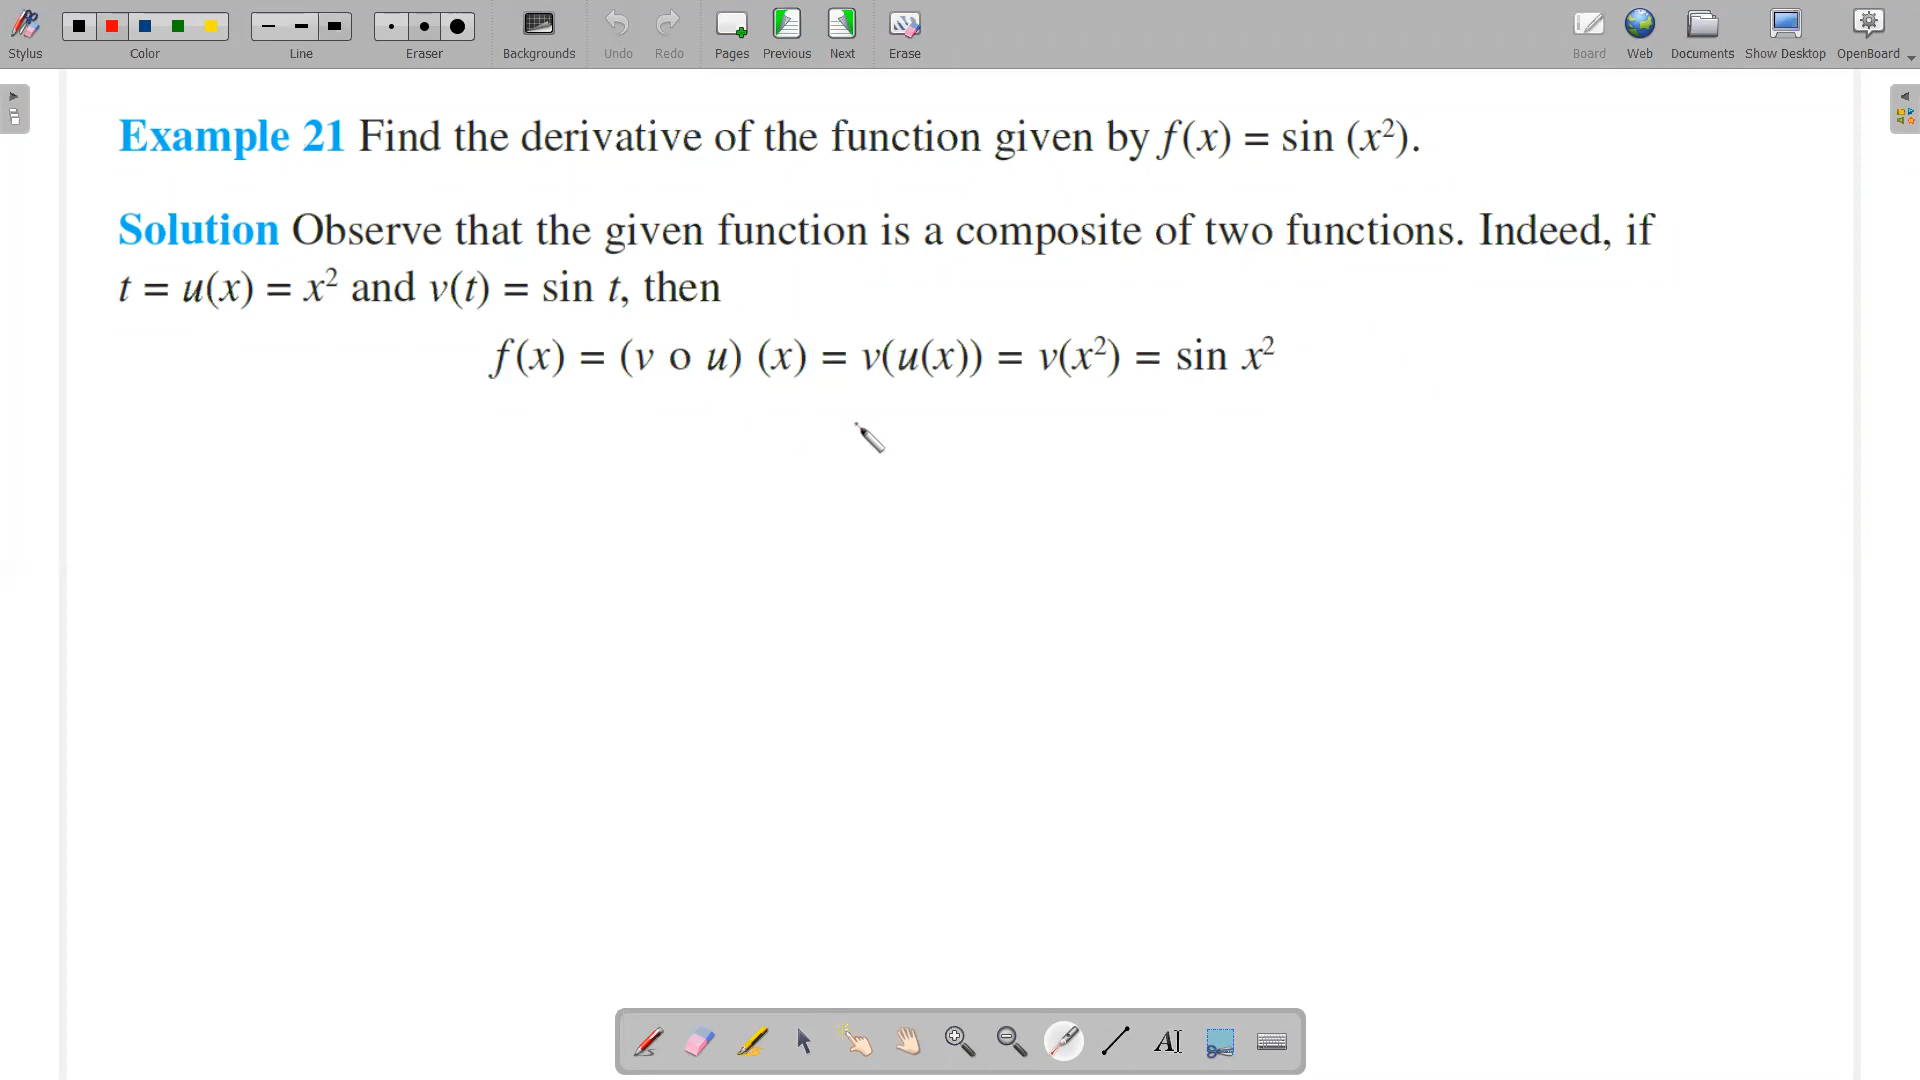 Stylus Color Line Eraser Backgrounds Undo Redo Pages Previous Next Erase Board Web Documents Show Desktop OpenBoard
Example 21 Find the derivative of the function given by f(x) = sin (x²).
Solution Observe that the given function is a composite of two functions. Indeed, if
t = u(x) = x² and v(t) = sin t, then
f(x) = (v o u) (x) = v(u(x)) = v(x²) = sin x²
AI